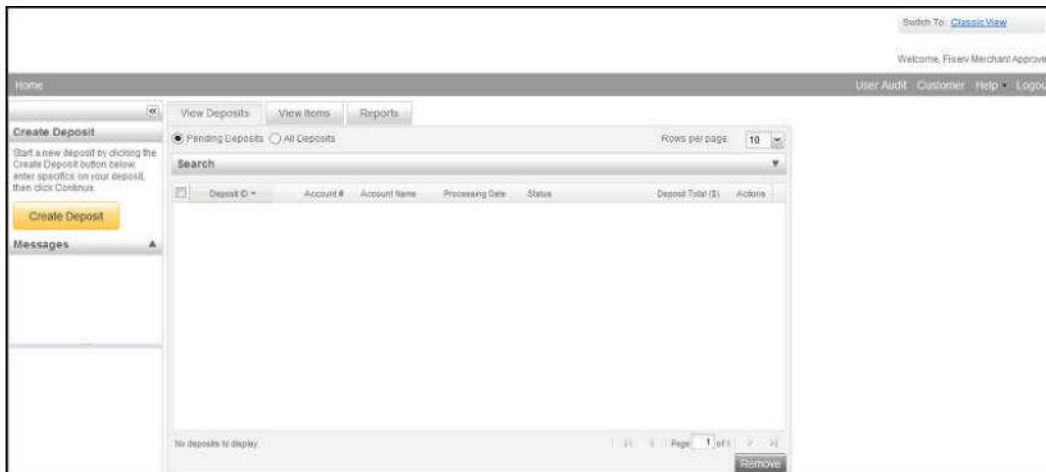 Switch To: Classic View
Welcome, Fiserv Merchant Approve
Home
User Audit Customer Help Logou
View Deposits View Items Reports
Create Deposit
Start a new deposit by clicking the
Create Deposit button below,
enter specifics on your deposit,
then click Continue.
Create Deposit
Messages
Pending Deposits All Deposits
Rows per page 10
Search
Deposit ID Account # Account Name Processing Date Status Deposit Total ($) Actions
No deposits to display
Page 1 of 1
Remove